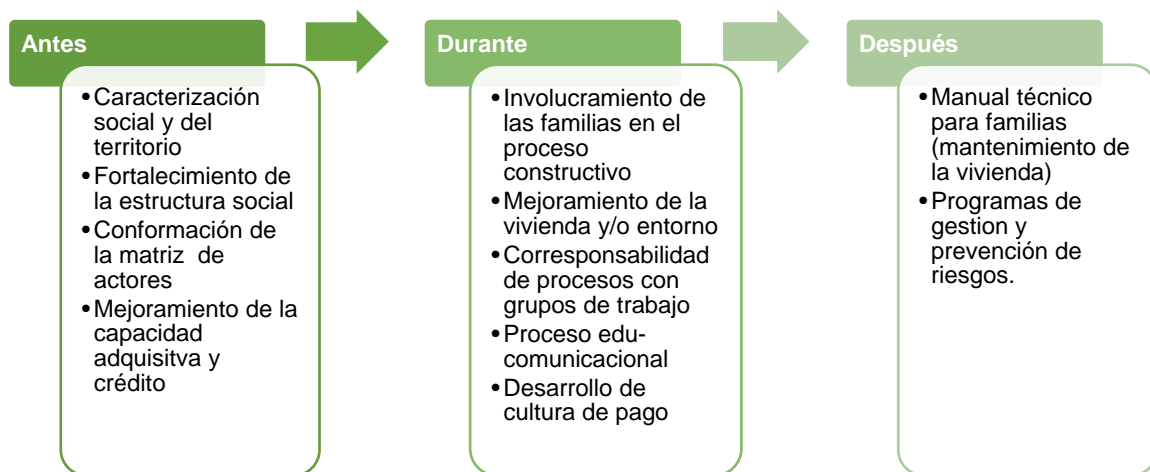 Antes
•Caracterización
social y del
territorio
•Fortalecimiento de
la estructura social
•Conformación de
la matriz de
actores
•Mejoramiento de la
capacidad
adquisitva y
crédito
Durante
•Involucramiento de
las familias en el
proceso
constructivo
•Mejoramiento de la
vivienda y/o entorno
•Corresponsabilidad
de procesos con
grupos de trabajo
•Proceso edu-
comunicacional
•Desarrollo de
cultura de pago
Después
•Manual técnico
para familias
(mantenimiento de
la vivienda)
•Programas de
gestion y
prevención de
riesgos.